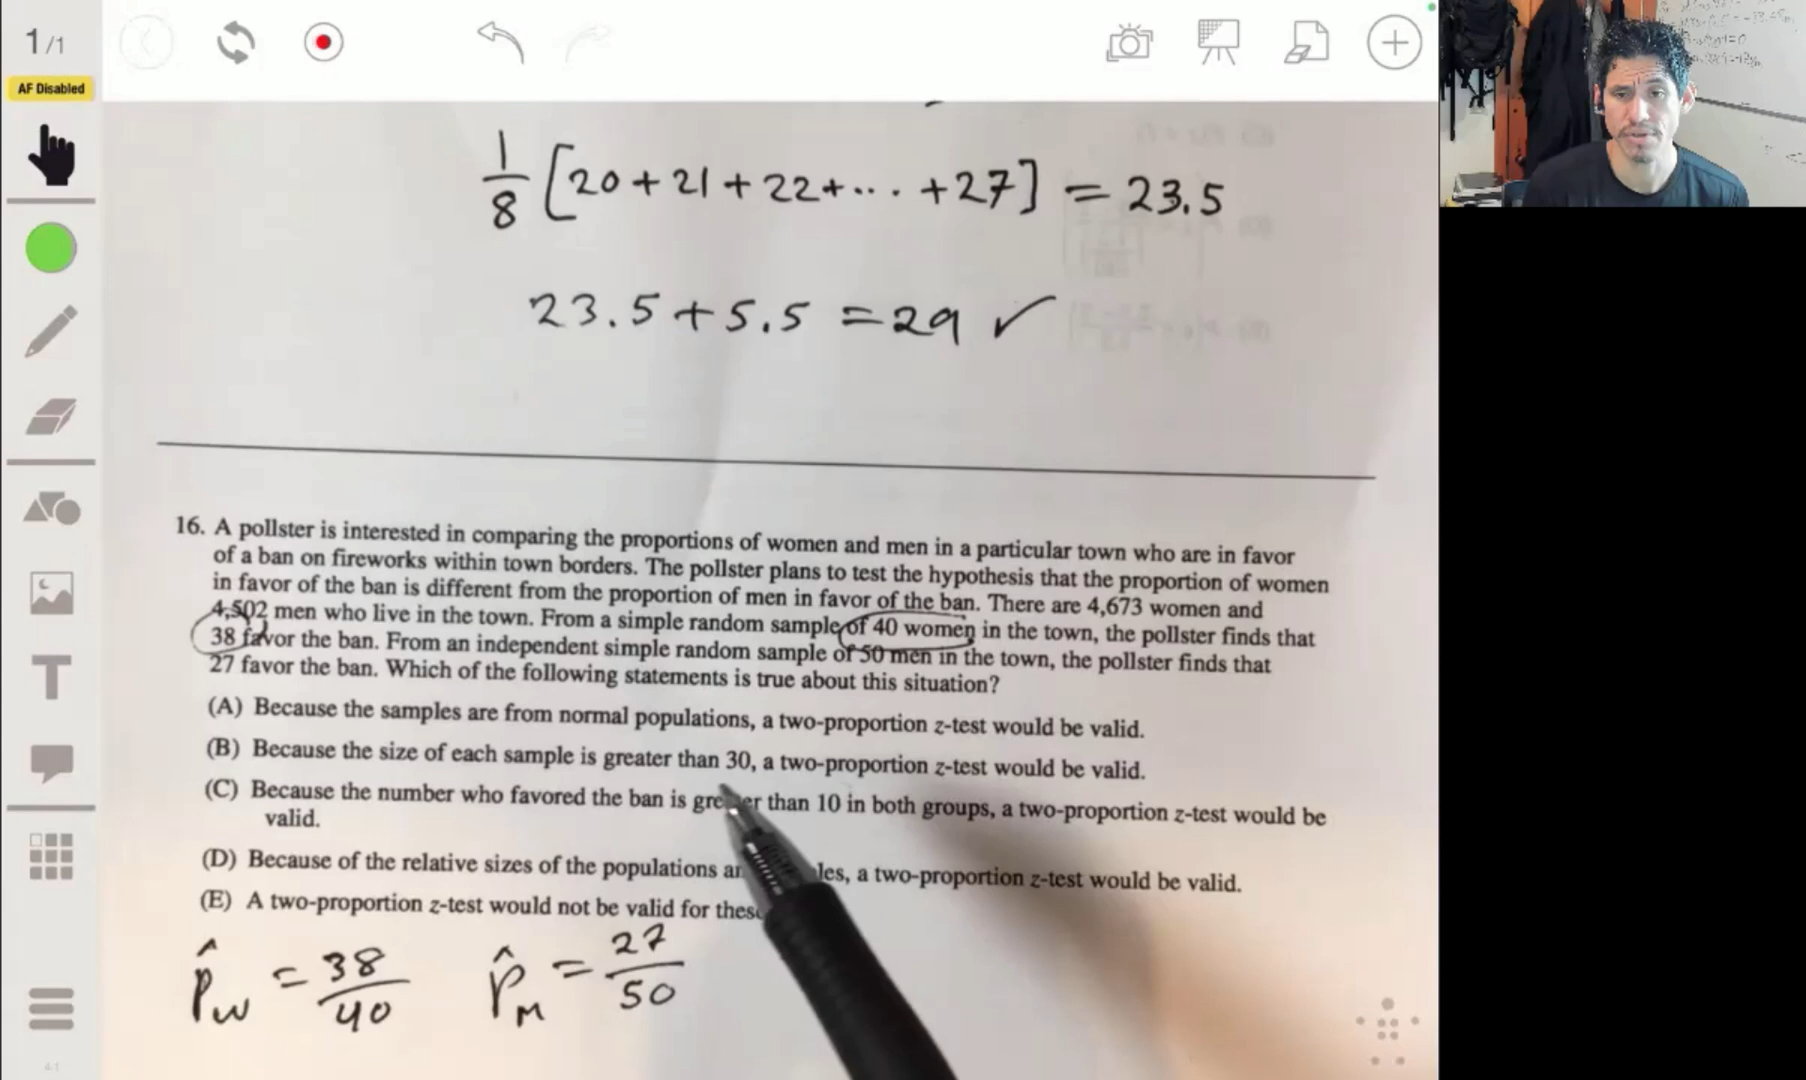 1/1
AF Disabled
1/8 [20+21+22+... +27] = 23.5
23.5+5.5 =29 ✓
16. A pollster is interested in comparing the proportions of women and men in a particular town who are in favor
of a ban on fireworks within town borders. The pollster plans to test the hypothesis that the proportion of women
in favor of the ban is different from the proportion of men in favor of the ban. There are 4,673 women and
4,502 men who live in the town. From a simple random sample of 40 women in the town, the pollster finds that
38 favor the ban. From an independent simple random sample of 50 men in the town, the pollster finds that
27 favor the ban. Which of the following statements is true about this situation?
(A) Because the samples are from normal populations, a two-proportion z-test would be valid.
(B) Because the size of each sample is greater than 30, a two-proportion z-test would be valid.
(C) Because the number who favored the ban is greater than 10 in both groups, a two-proportion z-test would be
valid.
(D) Because of the relative sizes of the populations a two-proportion z-test would be valid.
(E) A two-proportion z-test would not be valid for
p̂w = 38/40 p̂M = 27/50
T